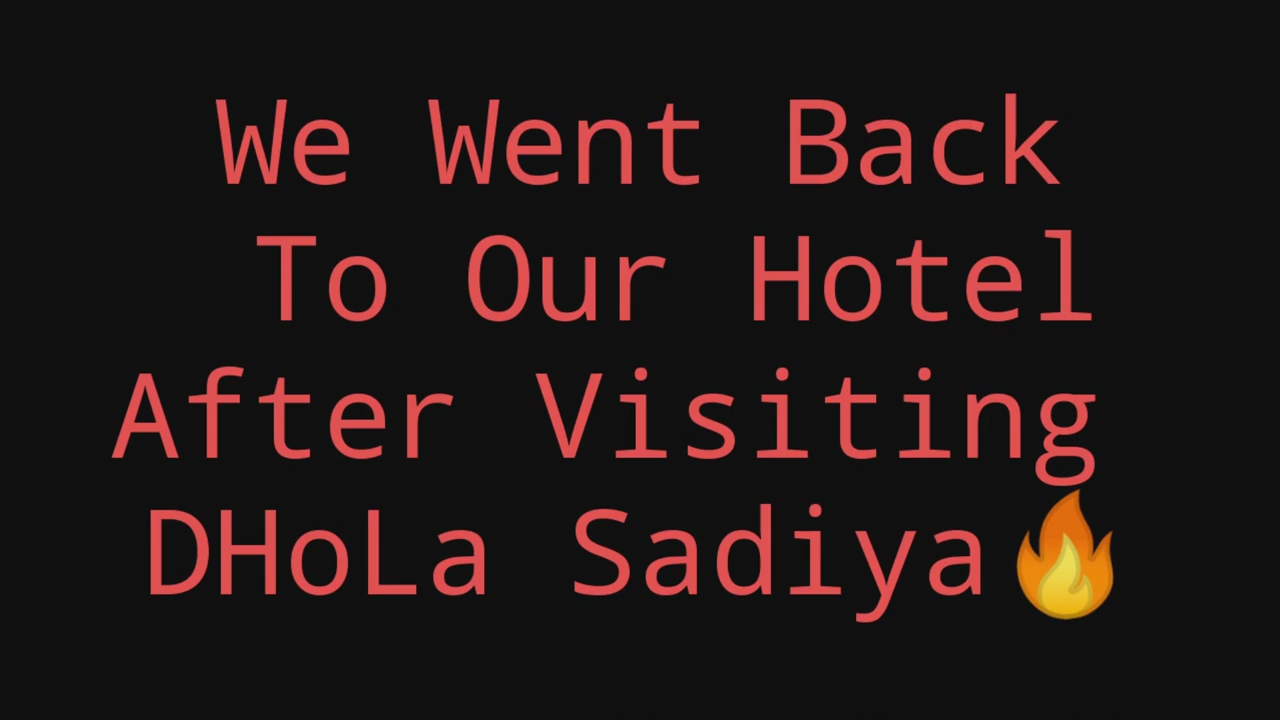 We Went Back
To Our Hotel
After Visiting
DHoLa Sadiya🔥